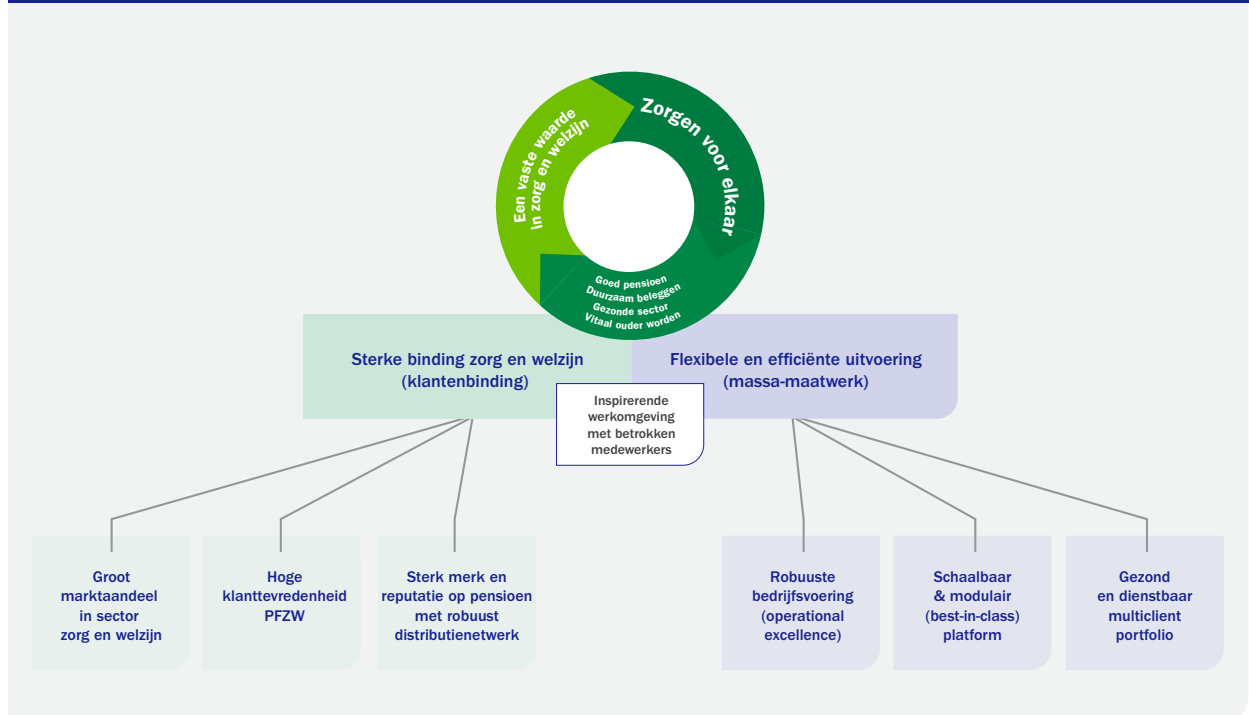 Een vaste waarde
in zorg en welzijn
Zorgen voor elkaar
Goed pensioen
Duurzaam beleggen
Gezonde sector
Vitaal ouder worden
Sterke binding zorg en welzijn
(klantenbinding)
Flexibele en efficiënte uitvoering
(massa-maatwerk)
Inspirerende
werkomgeving
met betrokken
medewerkers
Groot
marktaandeel
in sector
zorg en welzijn
Hoge
klanttevredenheid
PFZW
Sterk merk en
reputatie op pensioen
met robuust
distributienetwerk
Robuuste
bedrijfsvoering
(operational
excellence)
Schaalbaar
& modulair
(best-in-class)
platform
Gezond
en dienstbaar
multiclient
portfolio